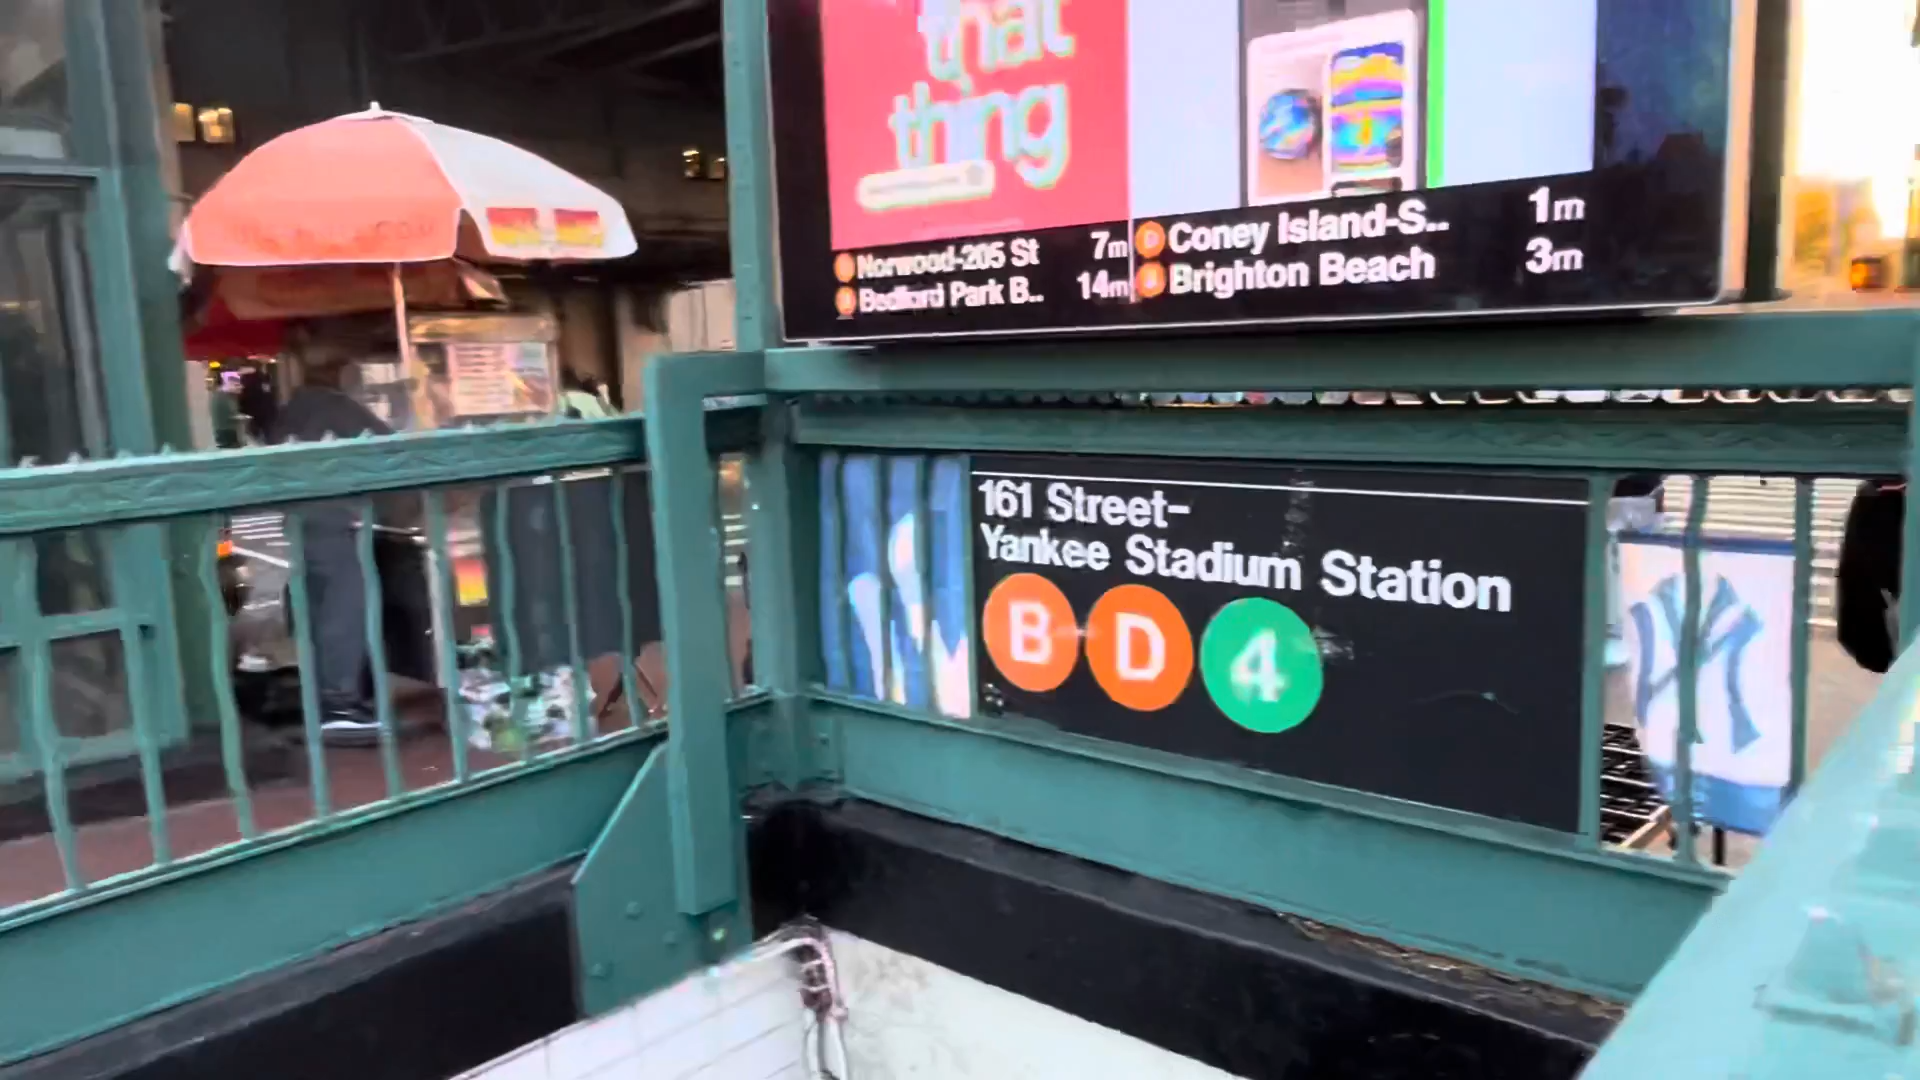 that
thing
Norwood-205 St 7m
Bedford Park B.. 14m
D Coney Island-S.. 1m
B Brighton Beach 3m
161 Street-
Yankee Stadium Station
B D 4
NY